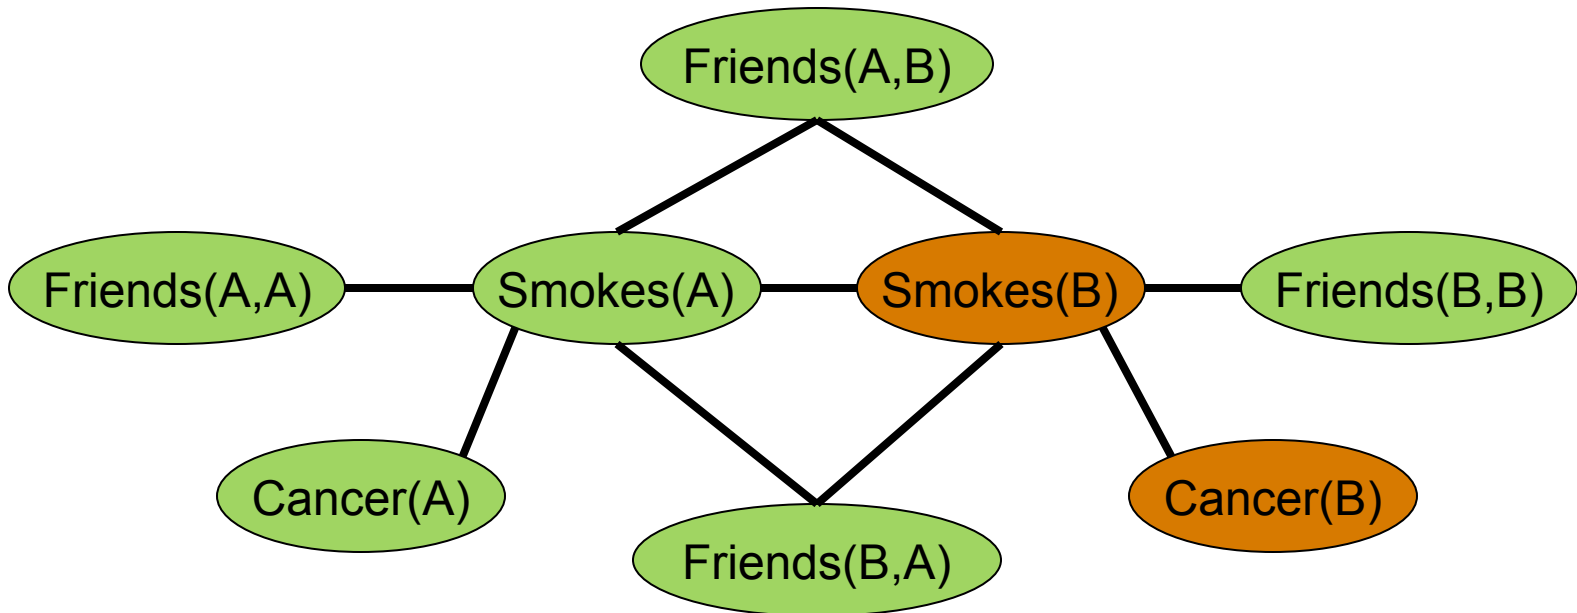 Friends(A,B)
Friends(A,A)
Smokes(A)
Smokes(B)
Friends(B,B)
Cancer(A)
Cancer(B)
Friends(B,A)